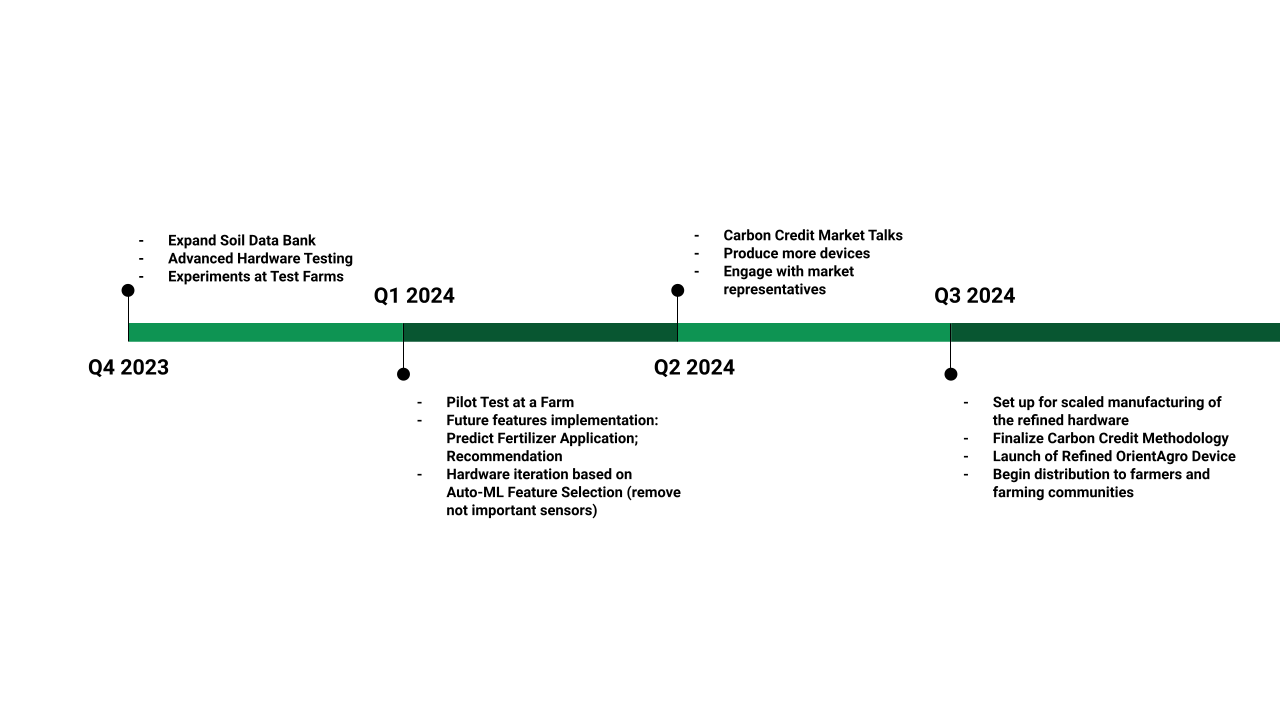 - Expand Soil Data Bank
- Advanced Hardware Testing
- Experiments at Test Farms
Q4 2023
Q1 2024
- Pilot Test at a Farm
- Future features implementation:
Predict Fertilizer Application;
Recommendation
- Hardware iteration based on
Auto-ML Feature Selection (remove
not important sensors)
- Carbon Credit Market Talks
- Produce more devices
- Engage with market
representatives
Q2 2024
Q3 2024
- Set up for scaled manufacturing of
the refined hardware
- Finalize Carbon Credit Methodology
- Launch of Refined OrientAgro Device
- Begin distribution to farmers and
farming communities